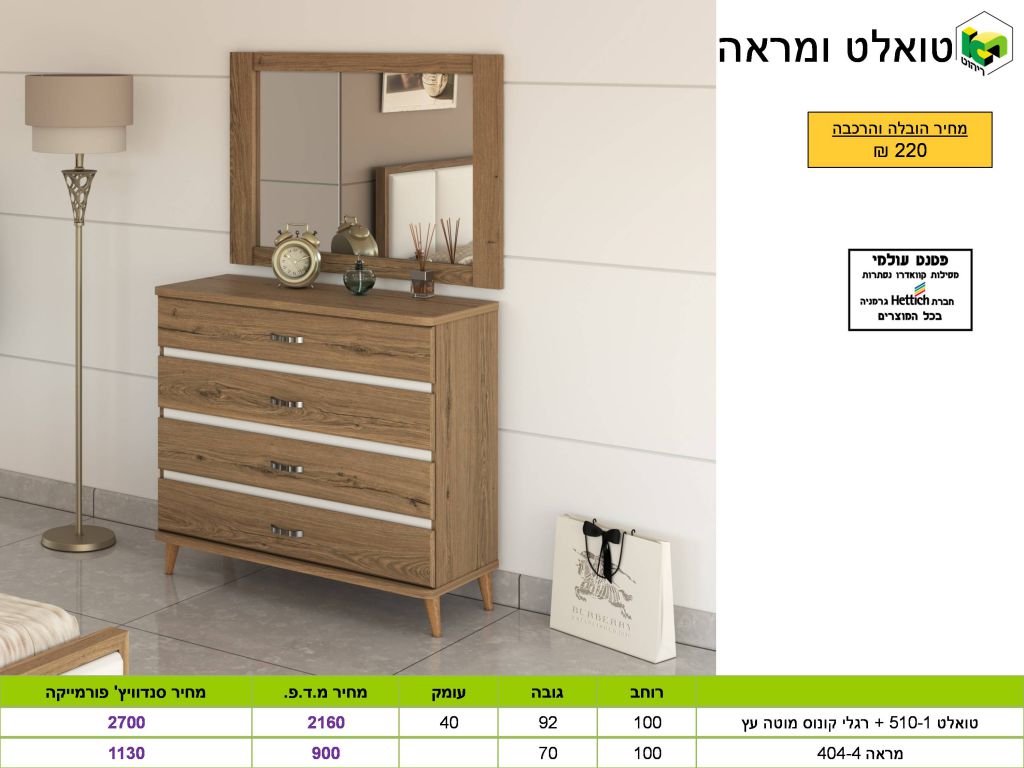 טואלט ומראה
ריהוט
מחיר הובלה והרכבה
220 ₪
פטנט עולמי
מסילות קוואדרו נסתרות
חברת Hettich גרמניה
בכל המוצרים
BURBERRY
רוחב	גובה	עומק	מחיר מ.ד.פ.	מחיר סנדוויץ' פורמייקה
טואלט 510-1 + רגלי קונוס מוטה עץ	100	92	40	2160	2700
מראה 404-4	100	70	900	1130